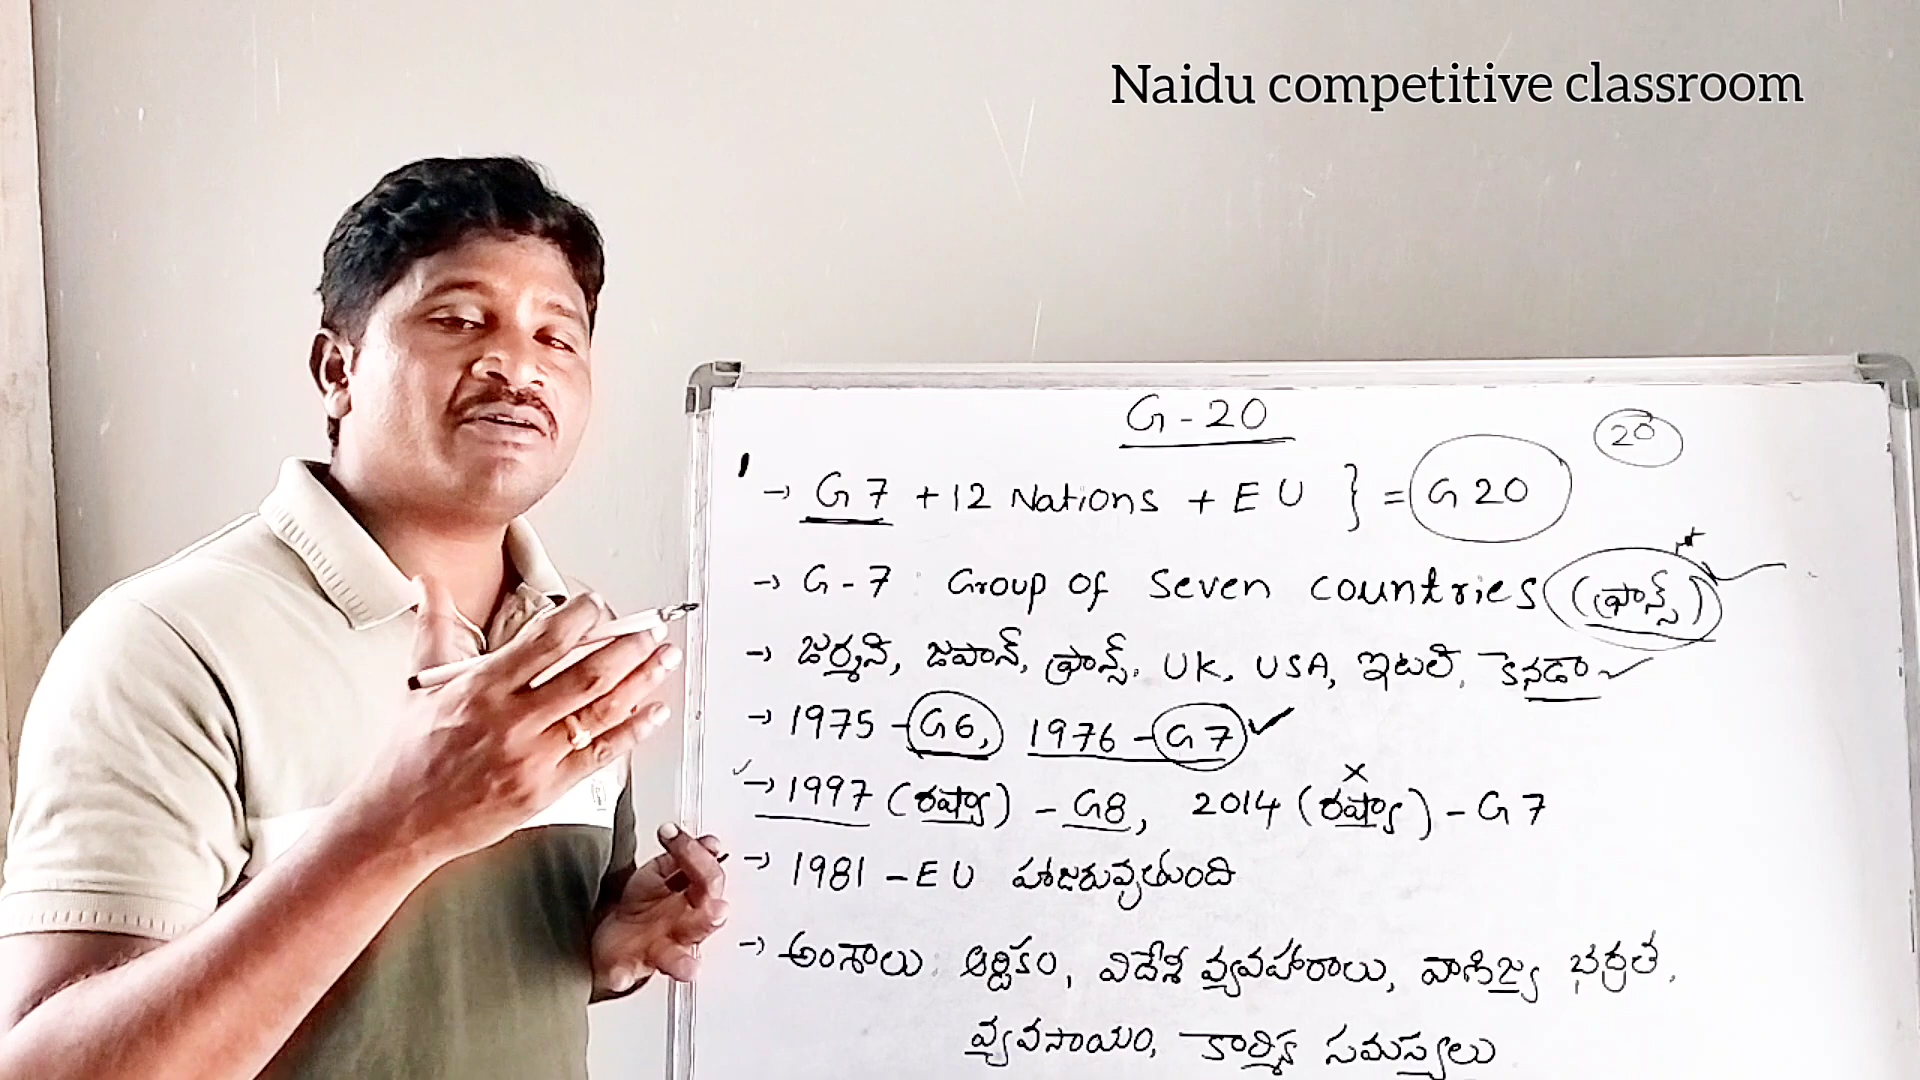 Naidu competitive classroom
G-20
20
→ G7 + 12 Nations + EU } = G20
→ G-7 : Group of Seven countries (ఫ్రాన్స్)
→ జర్మని, జపాన్, ఫ్రాన్స్, UK, USA, ఇటలి, కెనడా
→ 1975 - G6, 1976 - G7 ✓
→ 1997 (రష్యా) - G8, 2014 (రష్యా) - G7
→ 1981 - EU హాజరువ్వుతుంది
→ అంశాలు : ఆర్థికం, విదేశీ వ్యవహారాలు, వాణిజ్య భద్రత,
వ్యవసాయం, కార్మిక సమస్యలు